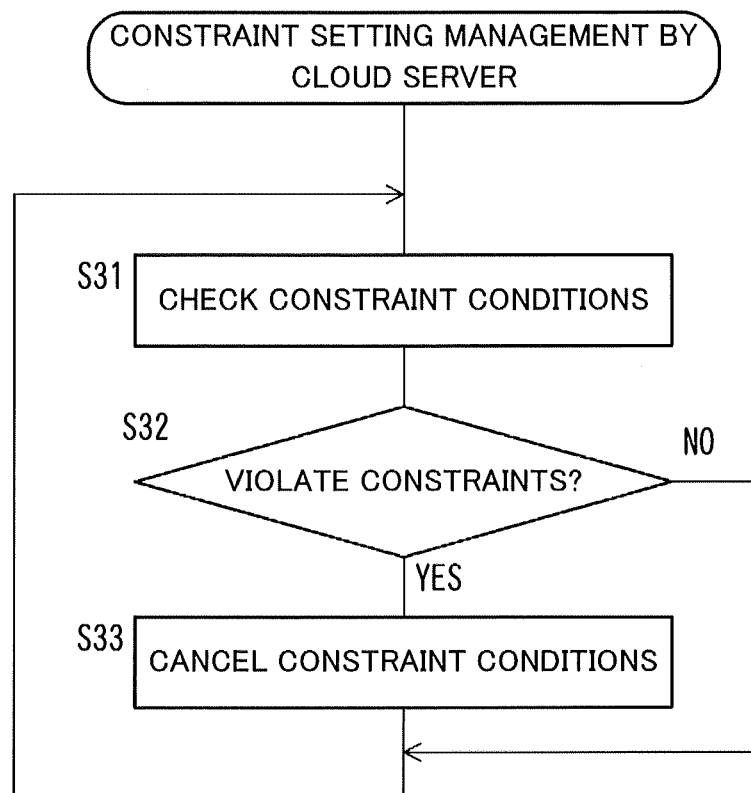 CONSTRAINT SETTING MANAGEMENT BY
CLOUD SERVER
S31
CHECK CONSTRAINT CONDITIONS
S32
VIOLATE CONSTRAINTS?
NO
YES
S33
CANCEL CONSTRAINT CONDITIONS